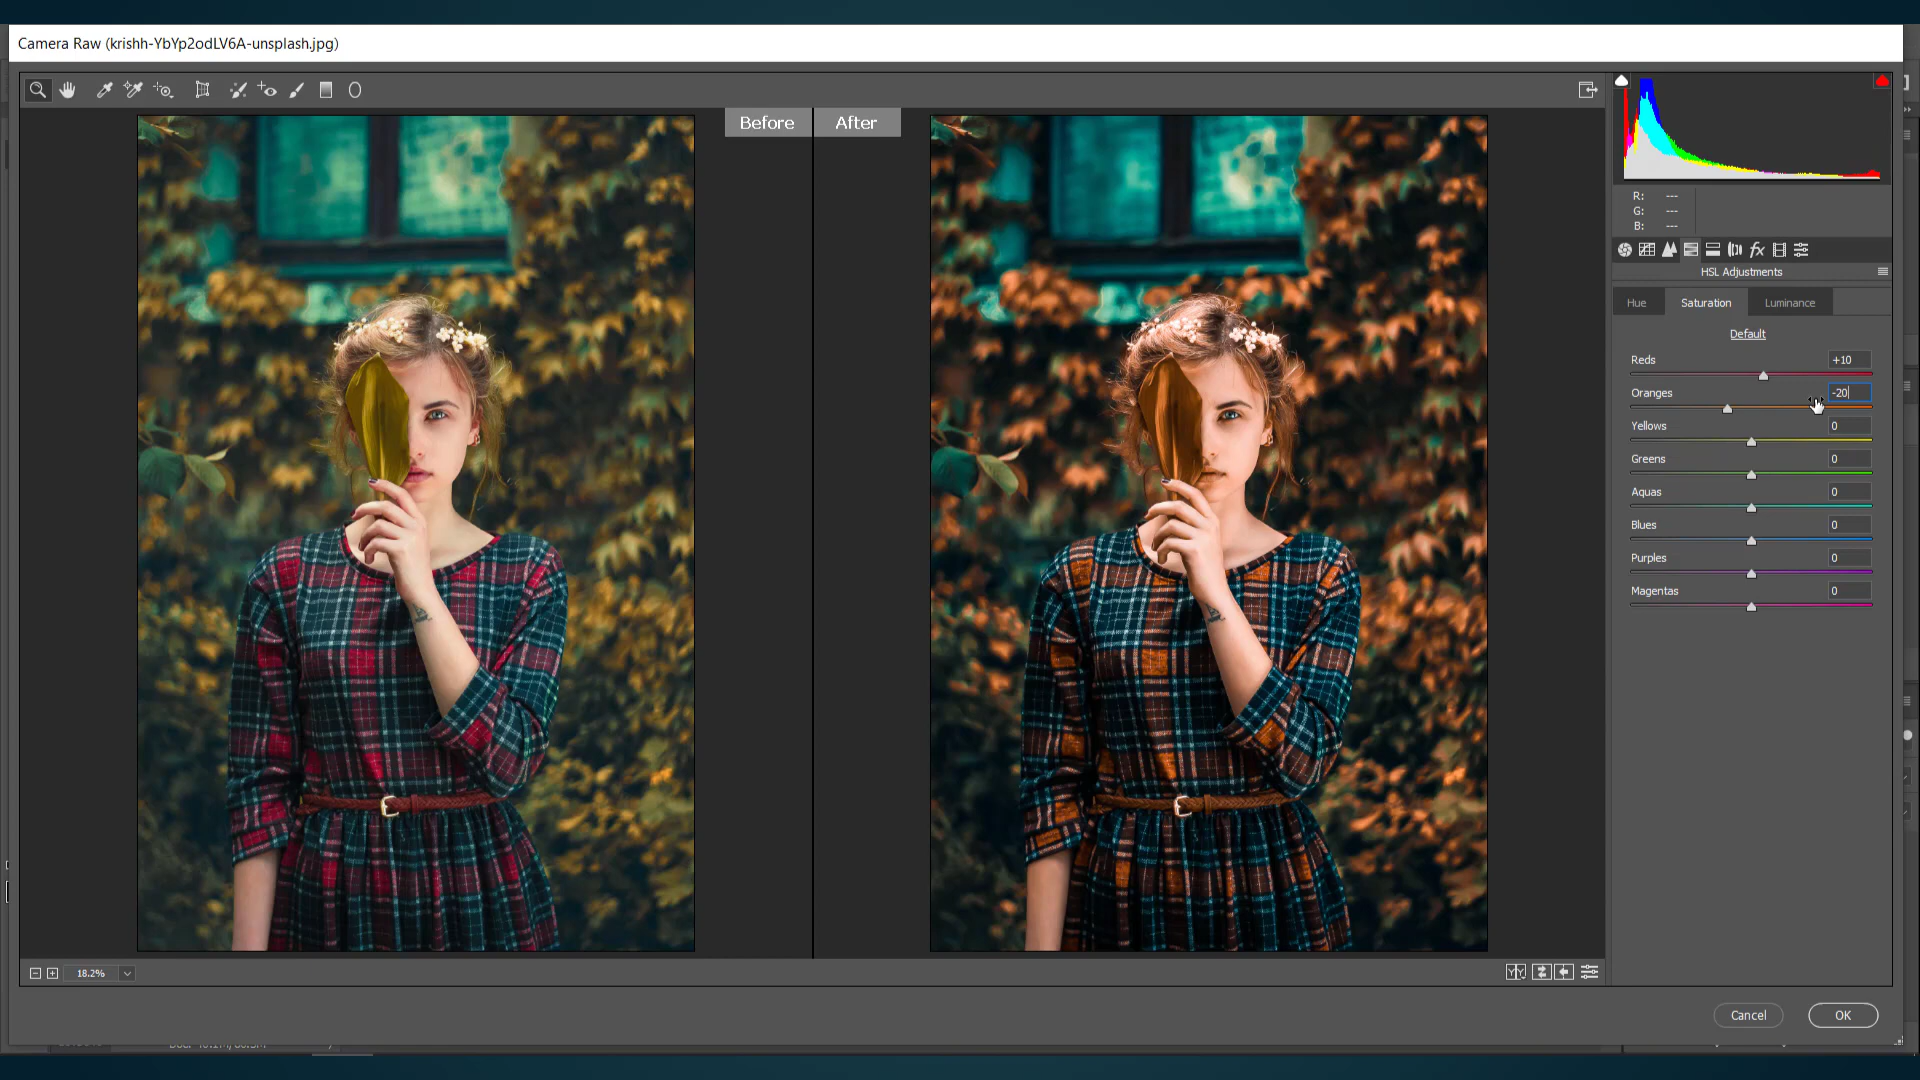 Camera Raw (krishh-YbYp2odLV6A-unsplash.jpg)
Before
After
R: ---
G: ---
B: ---
fx
HSL Adjustments
Hue Saturation Luminance
Default
Reds +10
Oranges -20
Yellows 0
Greens 0
Aquas 0
Blues 0
Purples 0
Magentas 0
18.2%
Y Y
Cancel OK